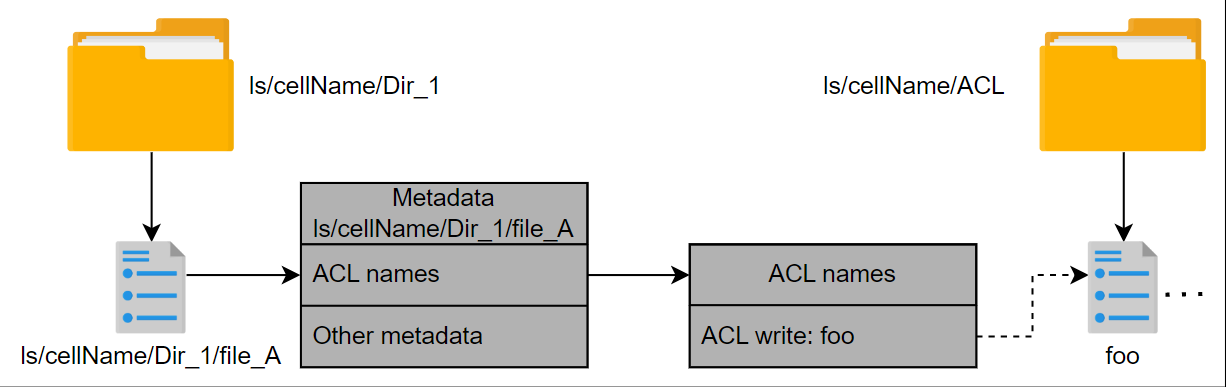 ls/cellName/Dir_1
ls/cellName/ACL
Metadata
ls/cellName/Dir_1/file_A
ACL names
Other metadata
ACL names
ACL write: foo
ls/cellName/Dir_1/file_A
foo
...